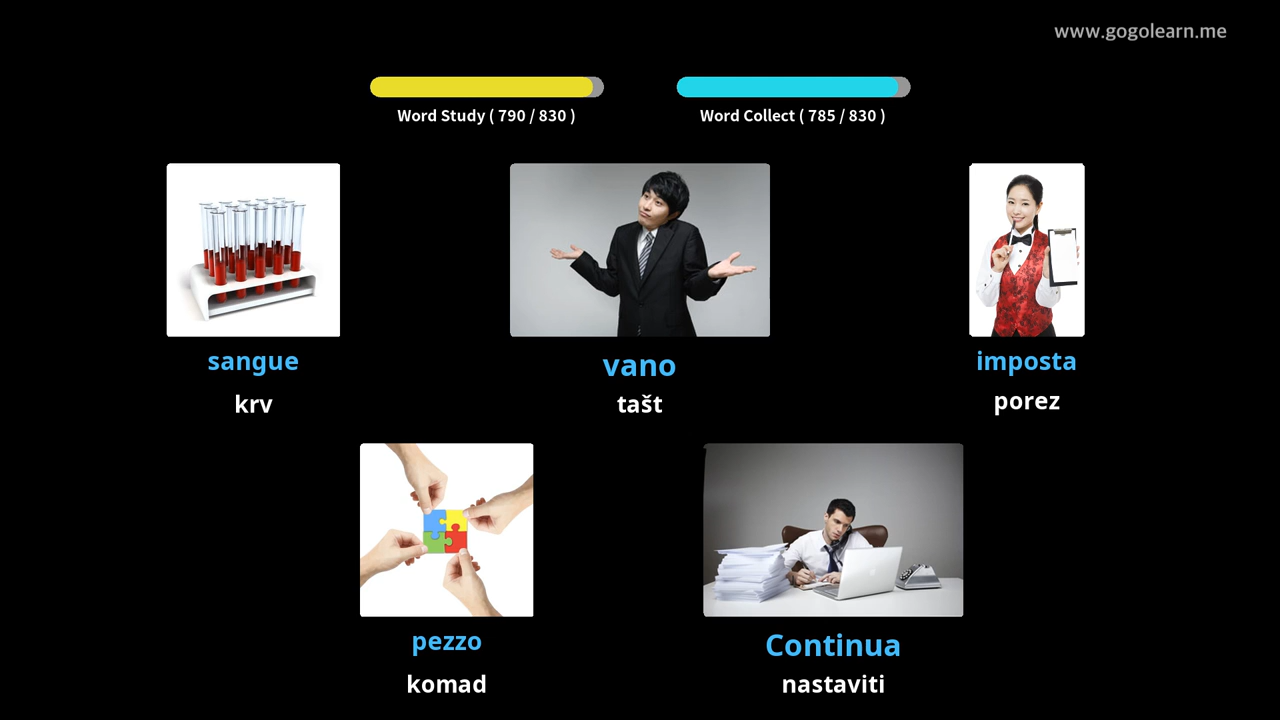 www.gogolearn.me
Word Study ( 790 / 830 )
Word Collect ( 785 / 830 )
sangue
krv
vano
tašt
imposta
porez
pezzo
komad
Continua
nastaviti